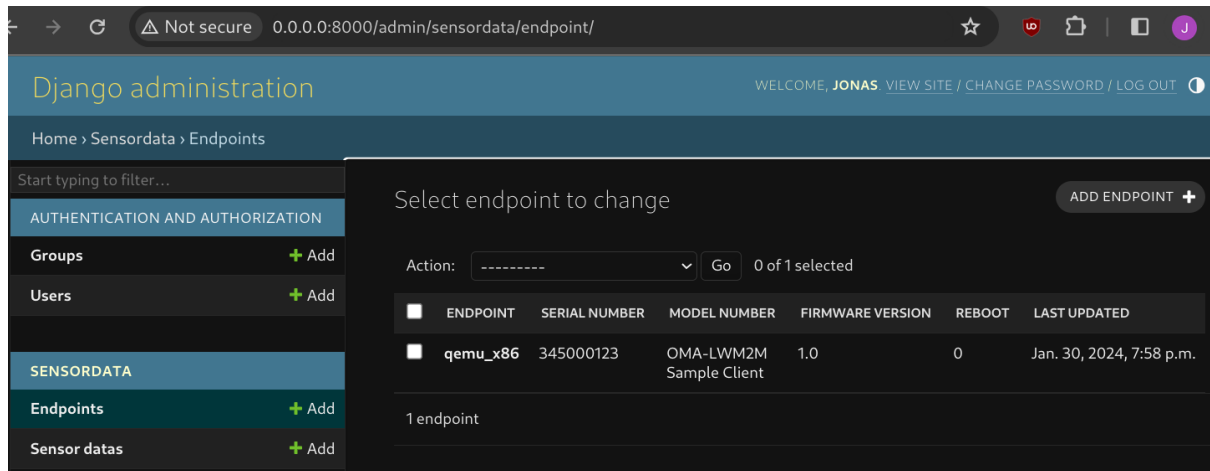 Not secure 0.0.0.0:8000/admin/sensordata/endpoint/ J
Django administration
WELCOME, JONAS. VIEW SITE / CHANGE PASSWORD / LOG OUT
Home › Sensordata › Endpoints
Start typing to filter...
AUTHENTICATION AND AUTHORIZATION
Groups + Add
Users + Add
SENSORDATA
Endpoints + Add
Sensor datas + Add
Select endpoint to change
ADD ENDPOINT +
Action: --------- Go 0 of 1 selected
ENDPOINT SERIAL NUMBER MODEL NUMBER FIRMWARE VERSION REBOOT LAST UPDATED
qemu_x86 345000123 OMA-LWM2M 1.0 0 Jan. 30, 2024, 7:58 p.m.
Sample Client
1 endpoint